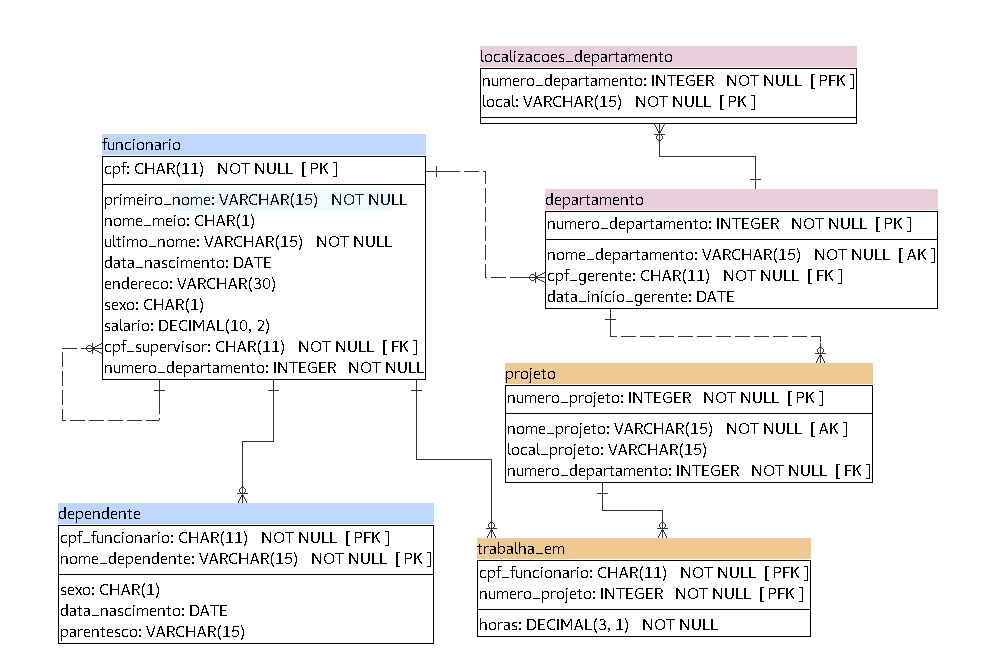 localizacoes_departamento
numero_departamento: INTEGER NOT NULL [ PFK ]
local: VARCHAR(15) NOT NULL [ PK ]
funcionario
cpf: CHAR(11) NOT NULL [ PK ]
primeiro_nome: VARCHAR(15) NOT NULL
nome_meio: CHAR(1)
ultimo_nome: VARCHAR(15) NOT NULL
data_nascimento: DATE
endereco: VARCHAR(30)
sexo: CHAR(1)
salario: DECIMAL(10, 2)
cpf_supervisor: CHAR(11) NOT NULL [ FK ]
numero_departamento: INTEGER NOT NULL
departamento
numero_departamento: INTEGER NOT NULL [ PK ]
nome_departamento: VARCHAR(15) NOT NULL [ AK ]
cpf_gerente: CHAR(11) NOT NULL [ FK ]
data_inicio_gerente: DATE
projeto
numero_projeto: INTEGER NOT NULL [ PK ]
nome_projeto: VARCHAR(15) NOT NULL [ AK ]
local_projeto: VARCHAR(15)
numero_departamento: INTEGER NOT NULL [ FK ]
dependente
cpf_funcionario: CHAR(11) NOT NULL [ PFK ]
nome_dependente: VARCHAR(15) NOT NULL [ PK ]
sexo: CHAR(1)
data_nascimento: DATE
parentesco: VARCHAR(15)
trabalha_em
cpf_funcionario: CHAR(11) NOT NULL [ PFK ]
numero_projeto: INTEGER NOT NULL [ PFK ]
horas: DECIMAL(3, 1) NOT NULL